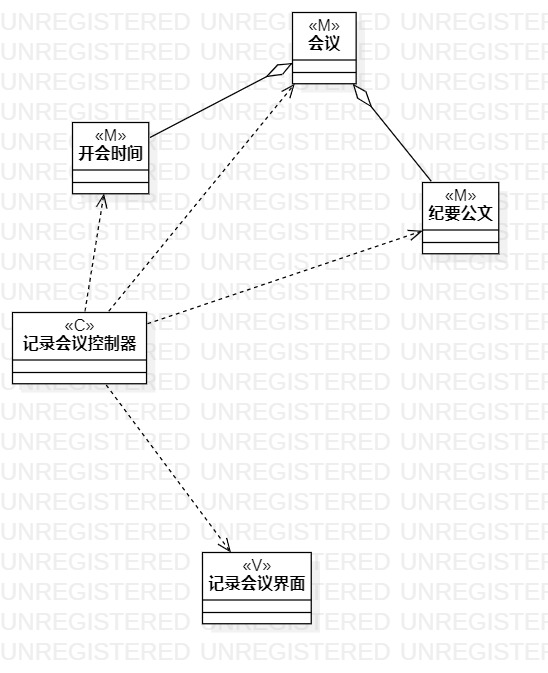 «M»
会议
«M»
开会时间
«M»
纪要公文
«C»
记录会议控制器
«V»
记录会议界面
UNREGISTERED UNREGISTERED UNREGISTERED